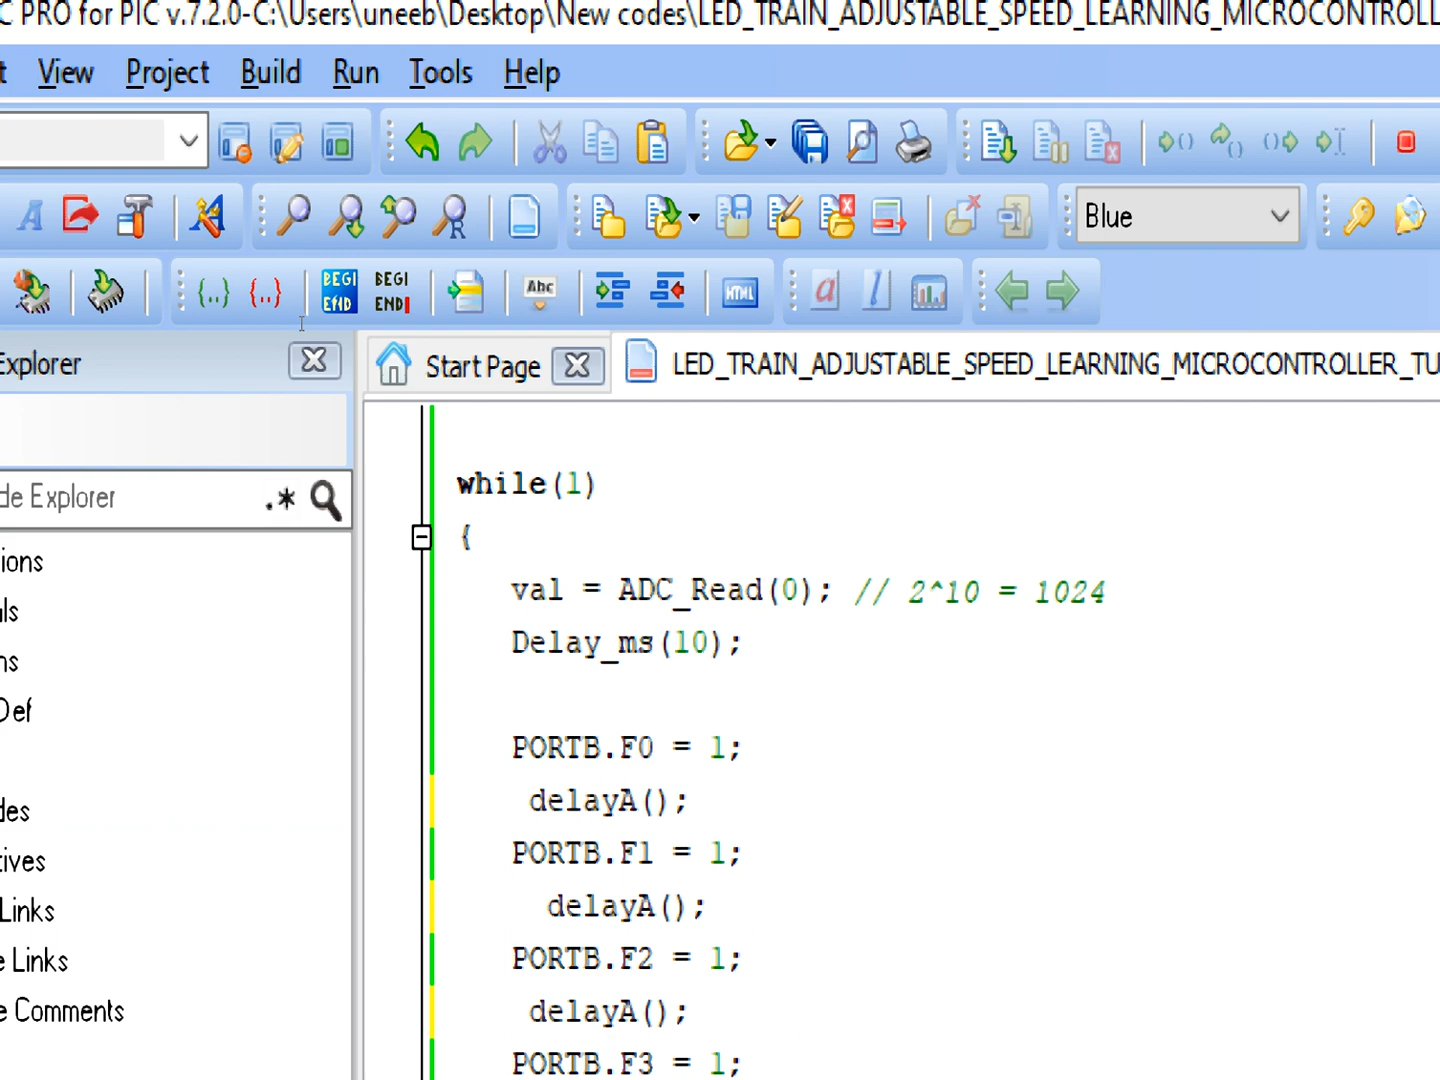 C PRO for PIC v.7.2.0-C:\Users\uneeb\Desktop\New codes\LED_TRAIN_ADJUSTABLE_SPEED_LEARNING_MICROCONTROLL
t View Project Build Run Tools Help
Blue
BEGI END BEGI END Abc HTML
Explorer Start Page LED_TRAIN_ADJUSTABLE_SPEED_LEARNING_MICROCONTROLLER_TU
de Explorer .*
ions
ls
ns
Def
des
tives
Links
e Links
e Comments
while(1)
{
val = ADC_Read(0); // 2^10 = 1024
Delay_ms(10);
PORTB.F0 = 1;
delayA();
PORTB.F1 = 1;
delayA();
PORTB.F2 = 1;
delayA();
PORTB.F3 = 1;